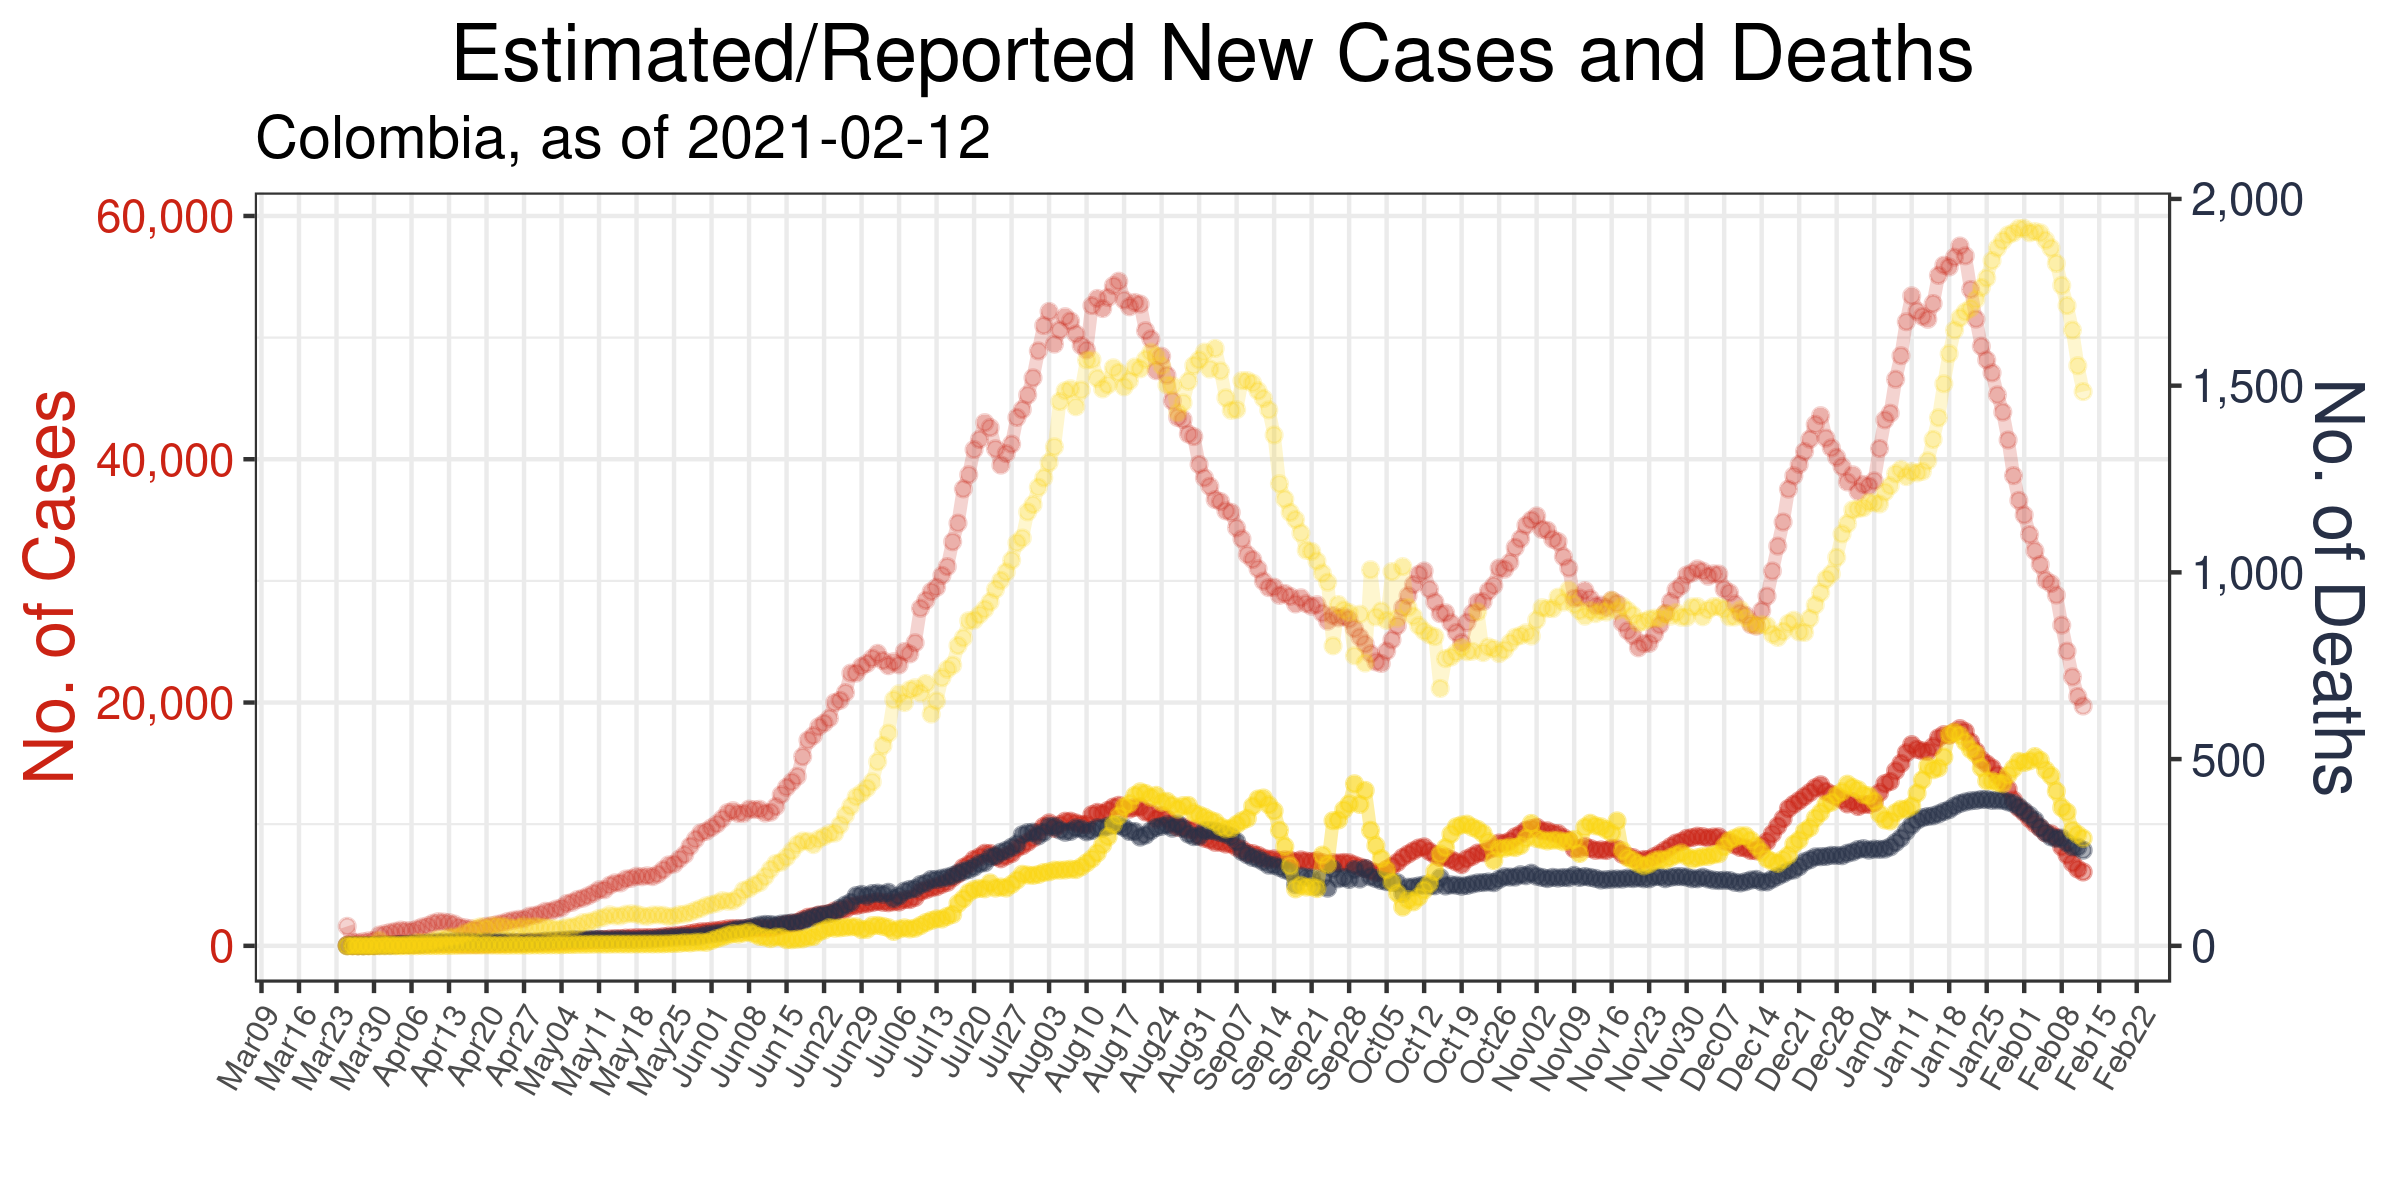 Estimated/Reported New Cases and Deaths
Colombia, as of 2021-02-12
No. of Cases
60,000
40,000
20,000
0
2,000
1,500
1,000
500
0
No. of Deaths
Mar09
Mar16
Mar23
Mar30
Apr06
Apr13
Apr20
Apr27
May04
May11
May18
May25
Jun01
Jun08
Jun15
Jun22
Jun29
Jul06
Jul13
Jul20
Jul27
Aug03
Aug10
Aug17
Aug24
Aug31
Sep07
Sep14
Sep21
Sep28
Oct05
Oct12
Oct19
Oct26
Nov02
Nov09
Nov16
Nov23
Nov30
Dec07
Dec14
Dec21
Dec28
Jan04
Jan11
Jan18
Jan25
Feb01
Feb08
Feb15
Feb22